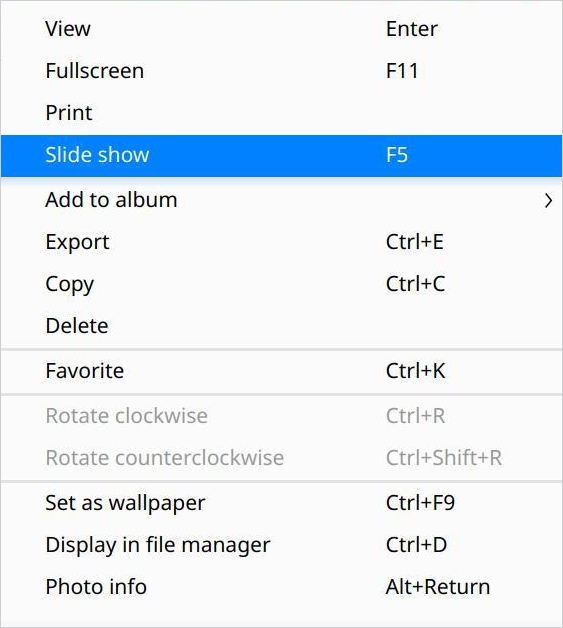 View Enter
Fullscreen F11
Print
Slide show F5
Add to album
Export Ctrl+E
Copy Ctrl+C
Delete
Favorite Ctrl+K
Rotate clockwise Ctrl+R
Rotate counterclockwise Ctrl+Shift+R
Set as wallpaper Ctrl+F9
Display in file manager Ctrl+D
Photo info Alt+Return